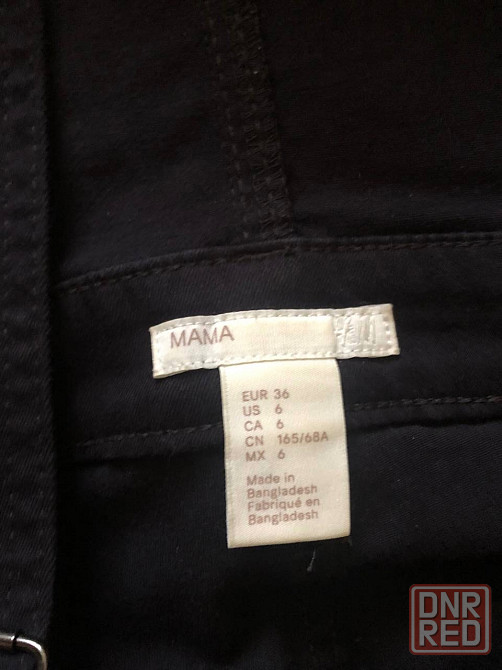 MAMA
EUR 36
US 6
CA 6
CN 165/68A
MX 6
Made in
Bangladesh
Fabriqué en
Bangladesh
DNR
RED